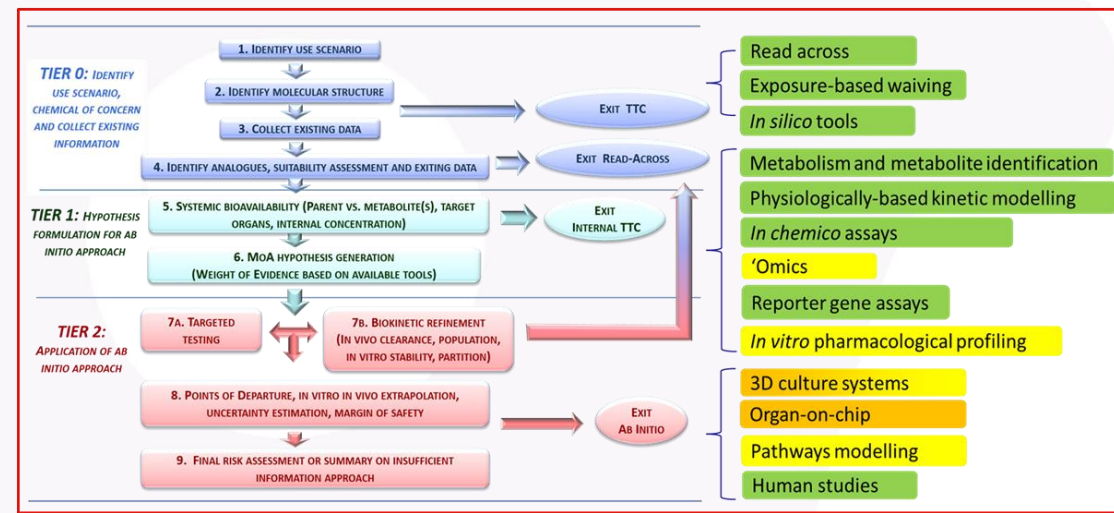 1. IDENTIFY USE SCENARIO
TIER 0: IDENTIFY
USE SCENARIO,
CHEMICAL OF CONCERN
AND COLLECT EXISTING
INFORMATION
2. IDENTIFY MOLECULAR STRUCTURE
EXIT TTC
3. COLLECT EXISTING DATA
4. IDENTIFY ANALOGUES, SUITABILITY ASSESSMENT AND EXITING DATA
EXIT READ-ACROSS
TIER 1: HYPOTHESIS
FORMULATION FOR AB
INITIO APPROACH
5. SYSTEMIC BIOAVAILABILITY (PARENT VS. METABOLITE(S), TARGET
ORGANS, INTERNAL CONCENTRATION)
EXIT
INTERNAL TTC
6. MOA HYPOTHESIS GENERATION
(WEIGHT OF EVIDENCE BASED ON AVAILABLE TOOLS)
TIER 2:
APPLICATION OF AB
INITIO APPROACH
7A. TARGETED
TESTING
7B. BIOKINETIC REFINEMENT
(IN VIVO CLEARANCE, POPULATION,
IN VITRO STABILITY, PARTITION)
8. POINTS OF DEPARTURE, IN VITRO IN VIVO EXTRAPOLATION,
UNCERTAINTY ESTIMATION, MARGIN OF SAFETY
EXIT
AB INITIO
9. FINAL RISK ASSESSMENT OR SUMMARY ON INSUFFICIENT
INFORMATION APPROACH
Read across
Exposure-based waiving
In silico tools
Metabolism and metabolite identification
Physiologically-based kinetic modelling
In chemico assays
‘Omics
Reporter gene assays
In vitro pharmacological profiling
3D culture systems
Organ-on-chip
Pathways modelling
Human studies